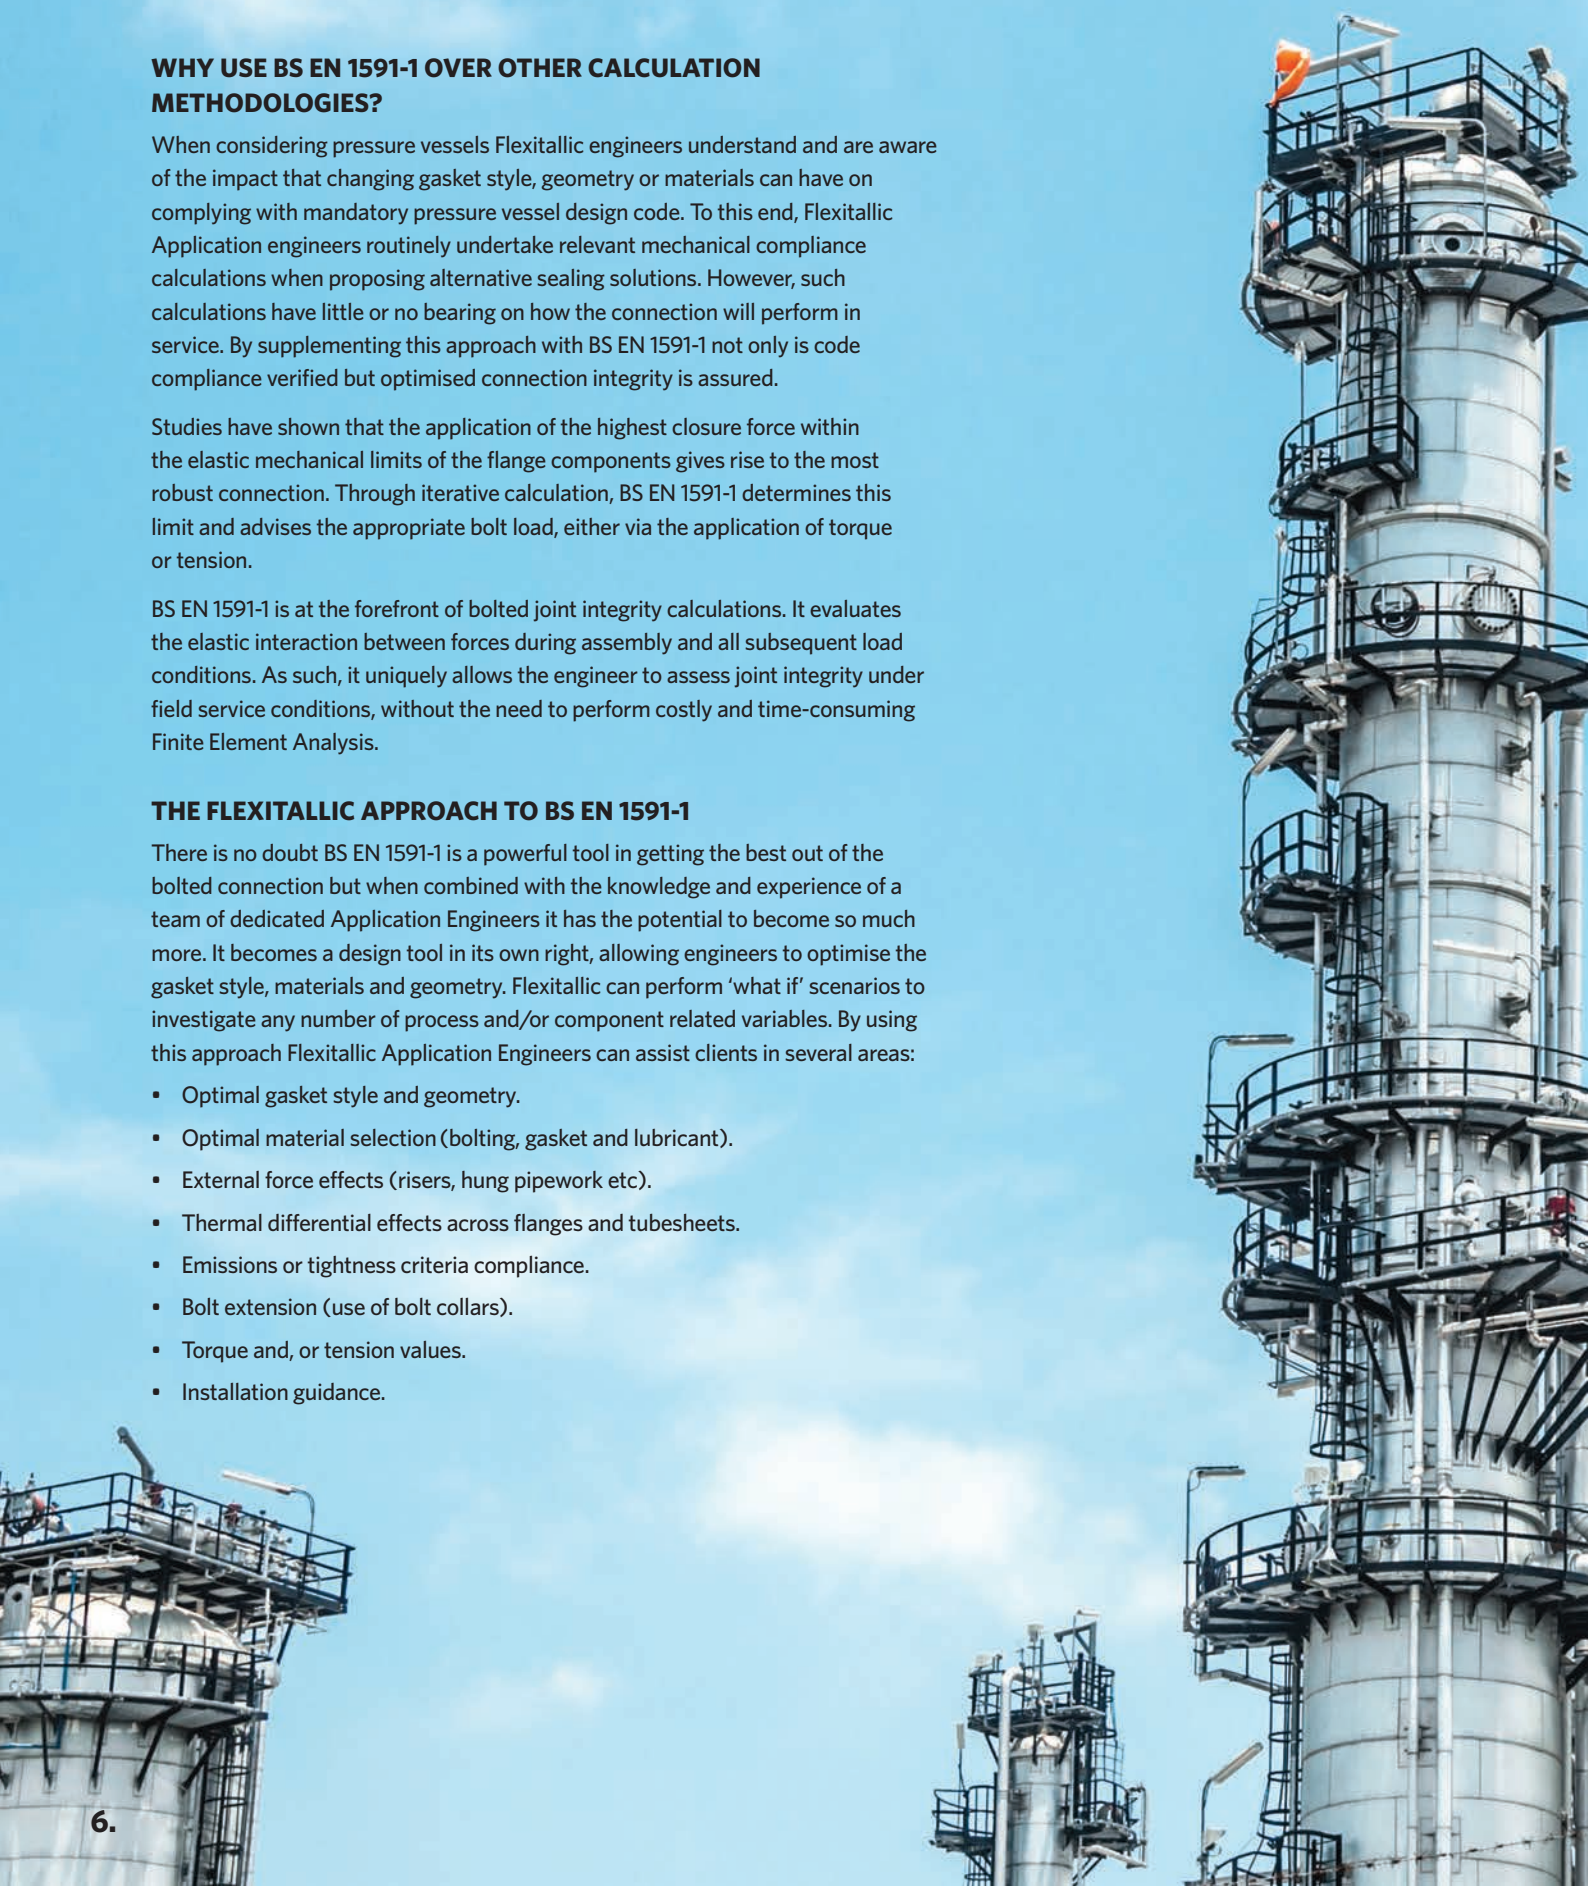 WHY USE BS EN 1591-1 OVER OTHER CALCULATION
METHODOLOGIES?
When considering pressure vessels Flexitallic engineers understand and are aware
of the impact that changing gasket style, geometry or materials can have on
complying with mandatory pressure vessel design code. To this end, Flexitallic
Application engineers routinely undertake relevant mechanical compliance
calculations when proposing alternative sealing solutions. However, such
calculations have little or no bearing on how the connection will perform in
service. By supplementing this approach with BS EN 1591-1 not only is code
compliance verified but optimised connection integrity is assured.
Studies have shown that the application of the highest closure force within
the elastic mechanical limits of the flange components gives rise to the most
robust connection. Through iterative calculation, BS EN 1591-1 determines this
limit and advises the appropriate bolt load, either via the application of torque
or tension.
BS EN 1591-1 is at the forefront of bolted joint integrity calculations. It evaluates
the elastic interaction between forces during assembly and all subsequent load
conditions. As such, it uniquely allows the engineer to assess joint integrity under
field service conditions, without the need to perform costly and time-consuming
Finite Element Analysis.
THE FLEXITALLIC APPROACH TO BS EN 1591-1
There is no doubt BS EN 1591-1 is a powerful tool in getting the best out of the
bolted connection but when combined with the knowledge and experience of a
team of dedicated Application Engineers it has the potential to become so much
more. It becomes a design tool in its own right, allowing engineers to optimise the
gasket style, materials and geometry. Flexitallic can perform ‘what if’ scenarios to
investigate any number of process and/or component related variables. By using
this approach Flexitallic Application Engineers can assist clients in several areas:
• Optimal gasket style and geometry.
• Optimal material selection (bolting, gasket and lubricant).
• External force effects (risers, hung pipework etc).
• Thermal differential effects across flanges and tubesheets.
• Emissions or tightness criteria compliance.
• Bolt extension (use of bolt collars).
• Torque and, or tension values.
• Installation guidance.
6.